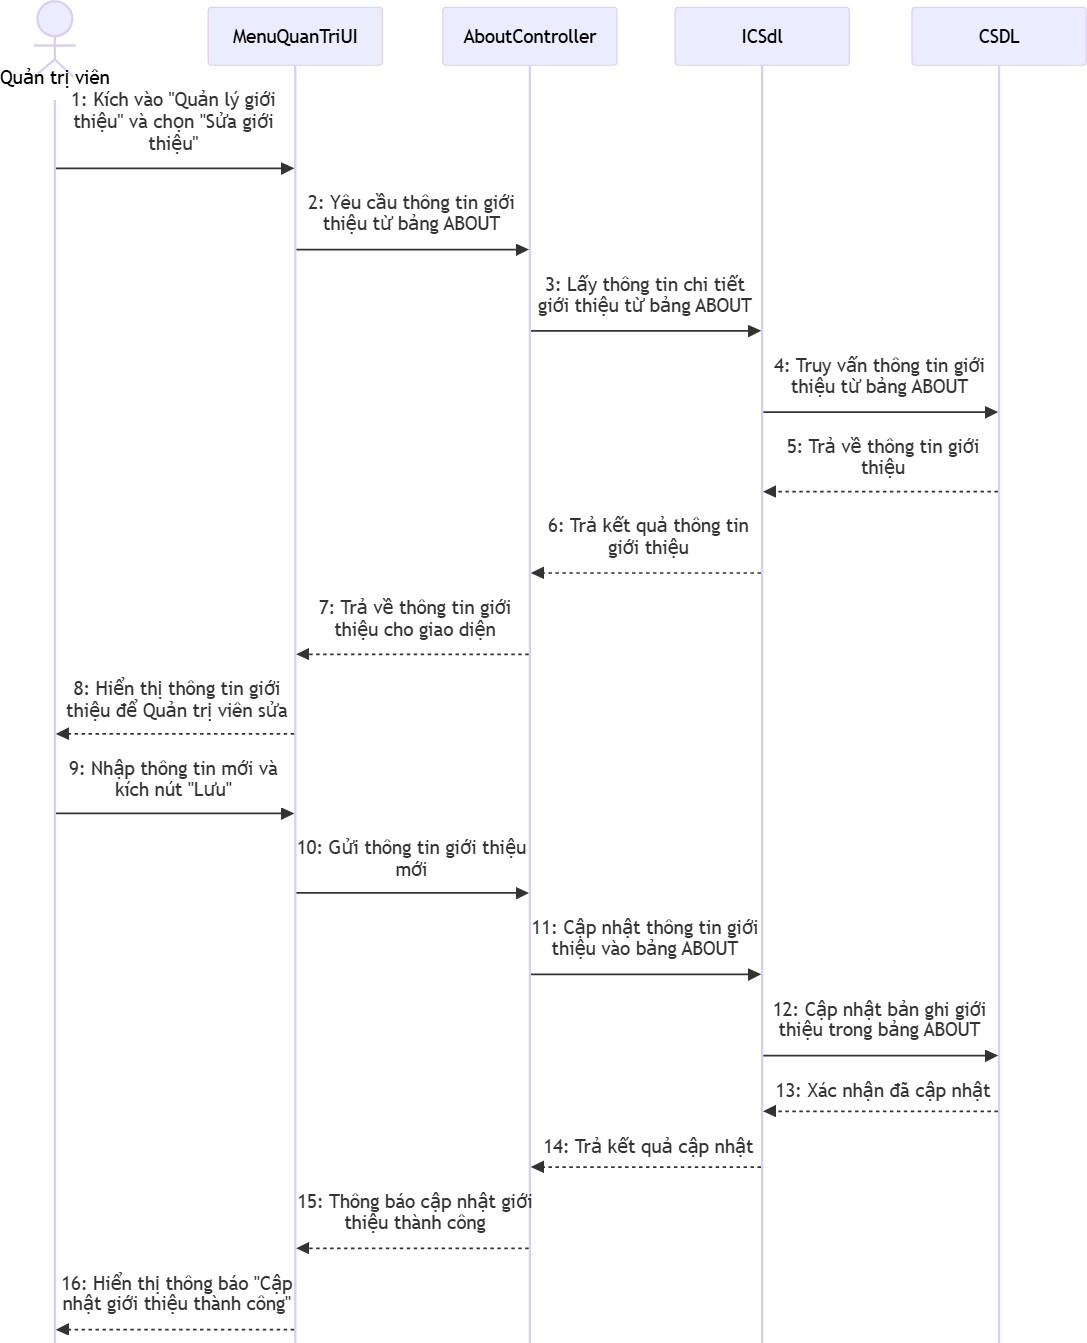 MenuQuanTriUI
AboutController
ICSdl
CSDL
Quản trị viên
1: Kích vào "Quản lý giới
thiệu" và chọn "Sửa giới
thiệu"
2: Yêu cầu thông tin giới
thiệu từ bảng ABOUT
3: Lấy thông tin chi tiết
giới thiệu từ bảng ABOUT
4: Truy vấn thông tin giới
thiệu từ bảng ABOUT
5: Trả về thông tin giới
thiệu
6: Trả kết quả thông tin
giới thiệu
7: Trả về thông tin giới
thiệu cho giao diện
8: Hiển thị thông tin giới
thiệu để Quản trị viên sửa
9: Nhập thông tin mới và
kích nút "Lưu"
10: Gửi thông tin giới thiệu
mới
11: Cập nhật thông tin giới
thiệu vào bảng ABOUT
12: Cập nhật bản ghi giới
thiệu trong bảng ABOUT
13: Xác nhận đã cập nhật
14: Trả kết quả cập nhật
15: Thông báo cập nhật giới
thiệu thành công
16: Hiển thị thông báo "Cập
nhật giới thiệu thành công"